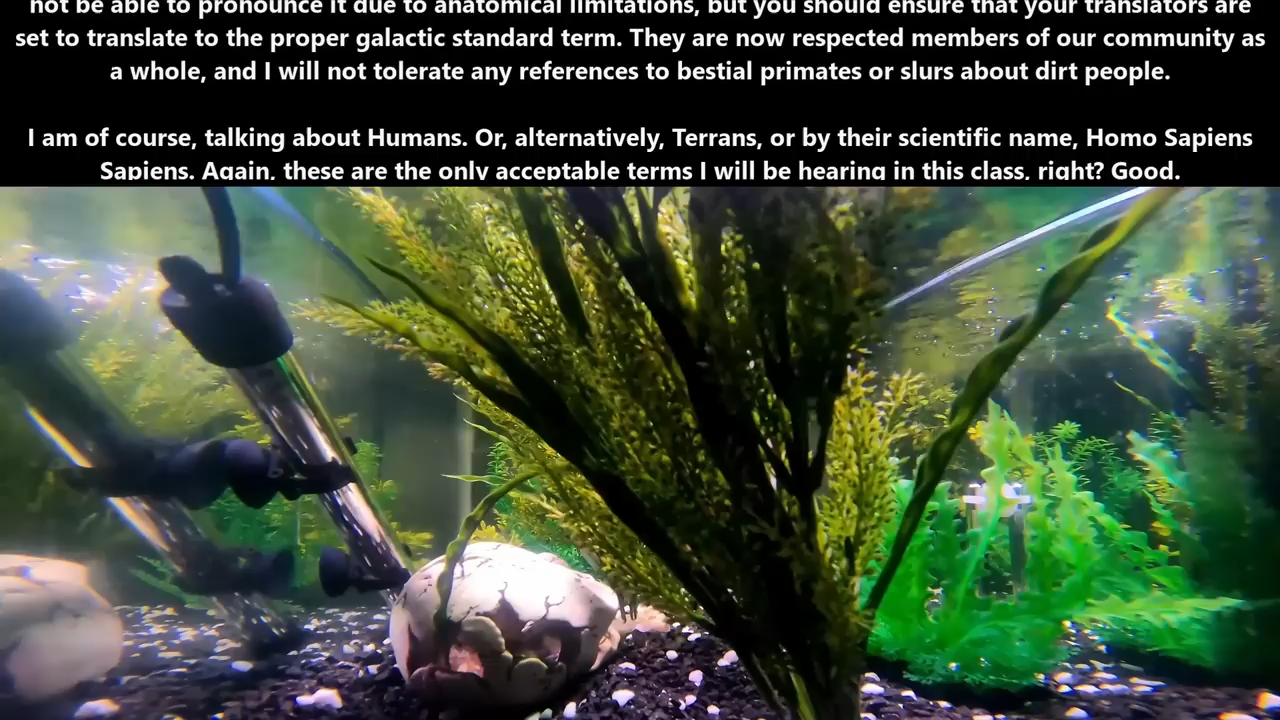 not be able to pronounce it due to anatomical limitations, but you should ensure that your translators are
set to translate to the proper galactic standard term. They are now respected members of our community as
a whole, and I will not tolerate any references to bestial primates or slurs about dirt people.
I am of course, talking about Humans. Or, alternatively, Terrans, or by their scientific name, Homo Sapiens
Sapiens. Again, these are the only acceptable terms I will be hearing in this class, right? Good.